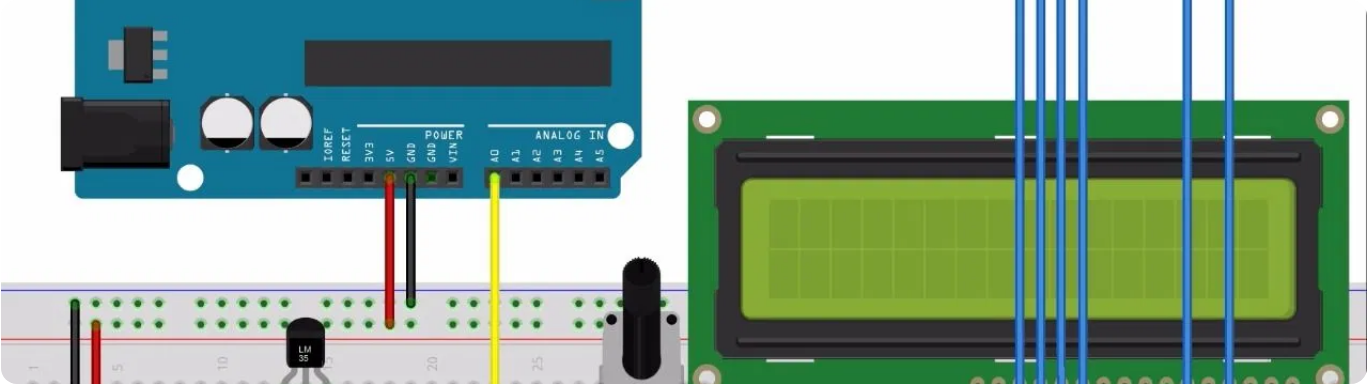 POWER
ANALOG IN
IOREF
RESET
3V3
5V
GND
GND
VIN
A0
A1
A2
A3
A4
A5
LM
35
1
5
10
15
20
25